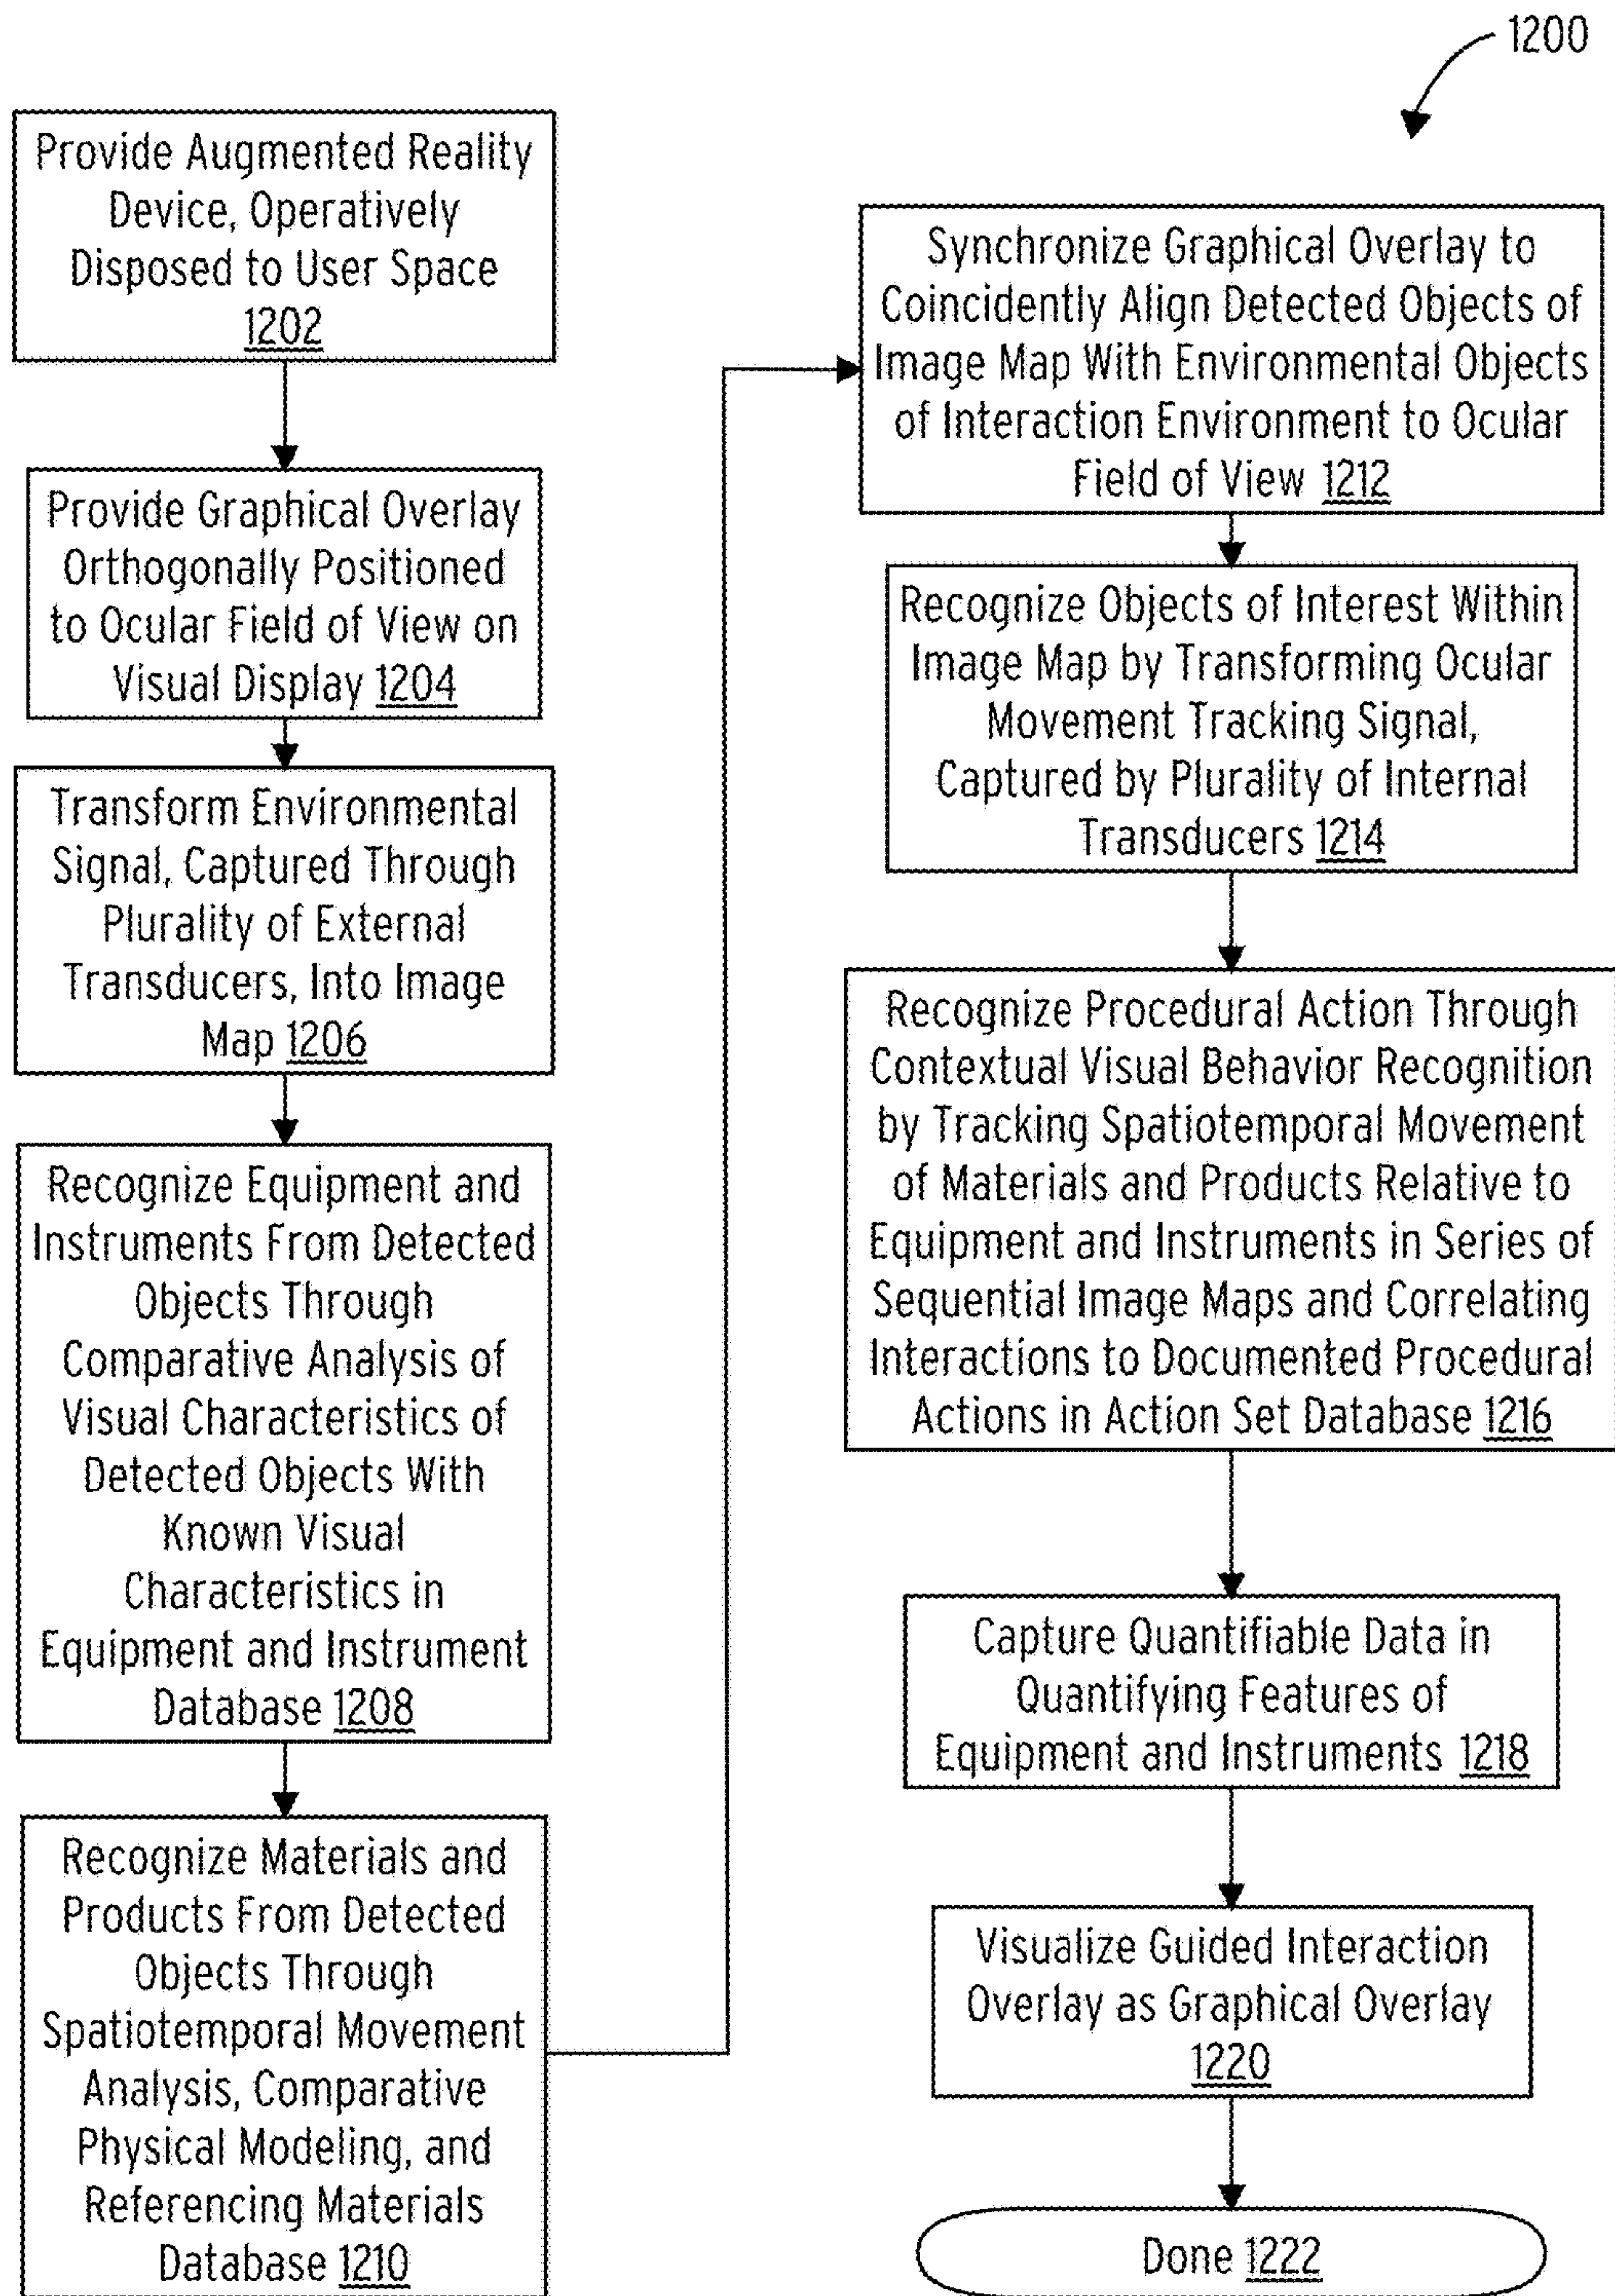 1200
Provide Augmented Reality
Device, Operatively
Disposed to User Space
1202
Provide Graphical Overlay
Orthogonally Positioned
to Ocular Field of View on
Visual Display 1204
Transform Environmental
Signal, Captured Through
Plurality of External
Transducers, Into Image
Map 1206
Recognize Equipment and
Instruments From Detected
Objects Through
Comparative Analysis of
Visual Characteristics of
Detected Objects With
Known Visual
Characteristics in
Equipment and Instrument
Database 1208
Recognize Materials and
Products From Detected
Objects Through
Spatiotemporal Movement
Analysis, Comparative
Physical Modeling, and
Referencing Materials
Database 1210
Synchronize Graphical Overlay to
Coincidently Align Detected Objects of
Image Map With Environmental Objects
of Interaction Environment to Ocular
Field of View 1212
Recognize Objects of Interest Within
Image Map by Transforming Ocular
Movement Tracking Signal,
Captured by Plurality of Internal
Transducers 1214
Recognize Procedural Action Through
Contextual Visual Behavior Recognition
by Tracking Spatiotemporal Movement
of Materials and Products Relative to
Equipment and Instruments in Series of
Sequential Image Maps and Correlating
Interactions to Documented Procedural
Actions in Action Set Database 1216
Capture Quantifiable Data in
Quantifying Features of
Equipment and Instruments 1218
Visualize Guided Interaction
Overlay as Graphical Overlay
1220
Done 1222